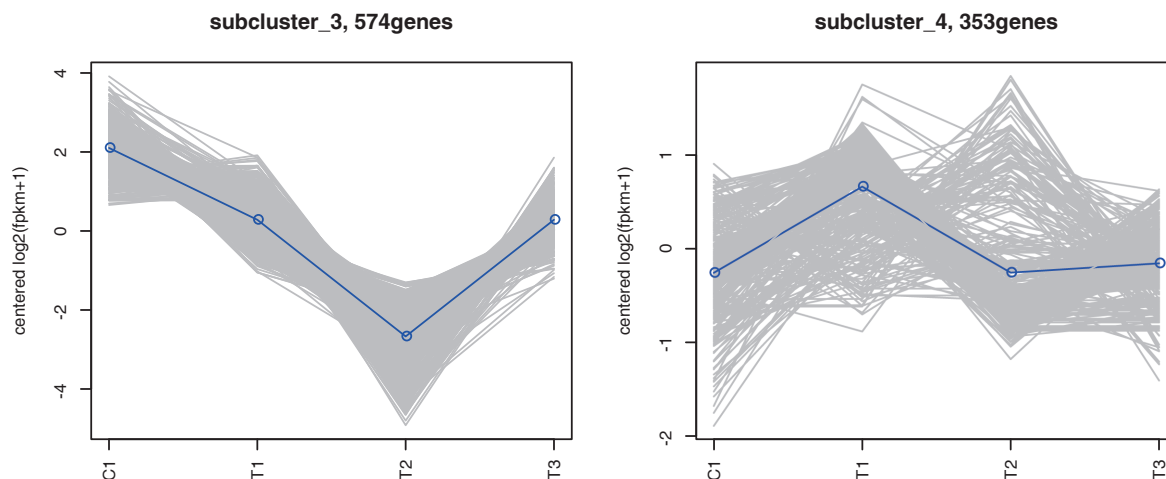 subcluster_3, 574genes
centered log2(fpkm+1)
4
2
0
-2
-4
C1
T1
T2
T3
subcluster_4, 353genes
centered log2(fpkm+1)
1
0
-1
-2
C1
T1
T2
T3